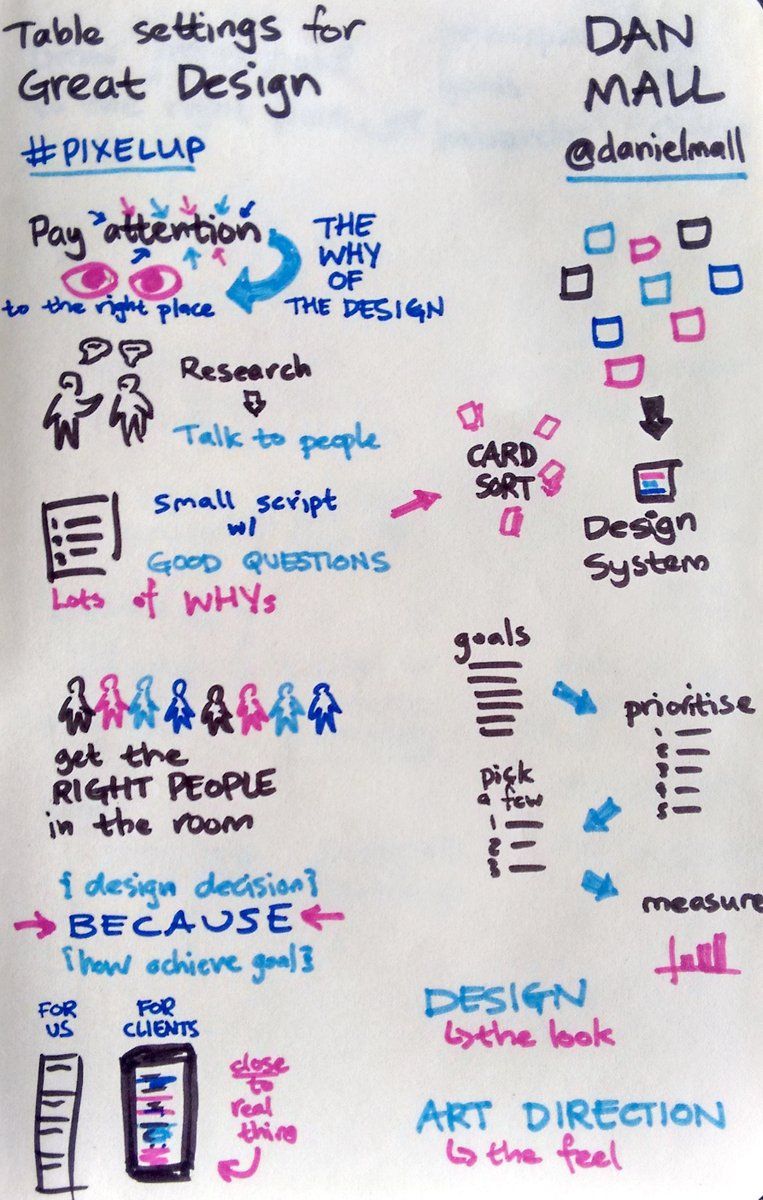 Table settings for
Great Design
#PIXELUP
DAN
MALL
@danielmall
Pay attention
to the right place
THE
WHY
OF
THE DESIGN
Research
Talk to people
small script
w/
GOOD QUESTIONS
Lots of WHYs
CARD
SORT
Design
System
get the
RIGHT PEOPLE
in the room
{design decision}
BECAUSE
{how achieve goal}
FOR
US
FOR
CLIENTS
close
to
real
thing
goals
prioritise
1
2
3
4
5
pick
a few
1
2
3
measure
DESIGN
the look
ART DIRECTION
the feel